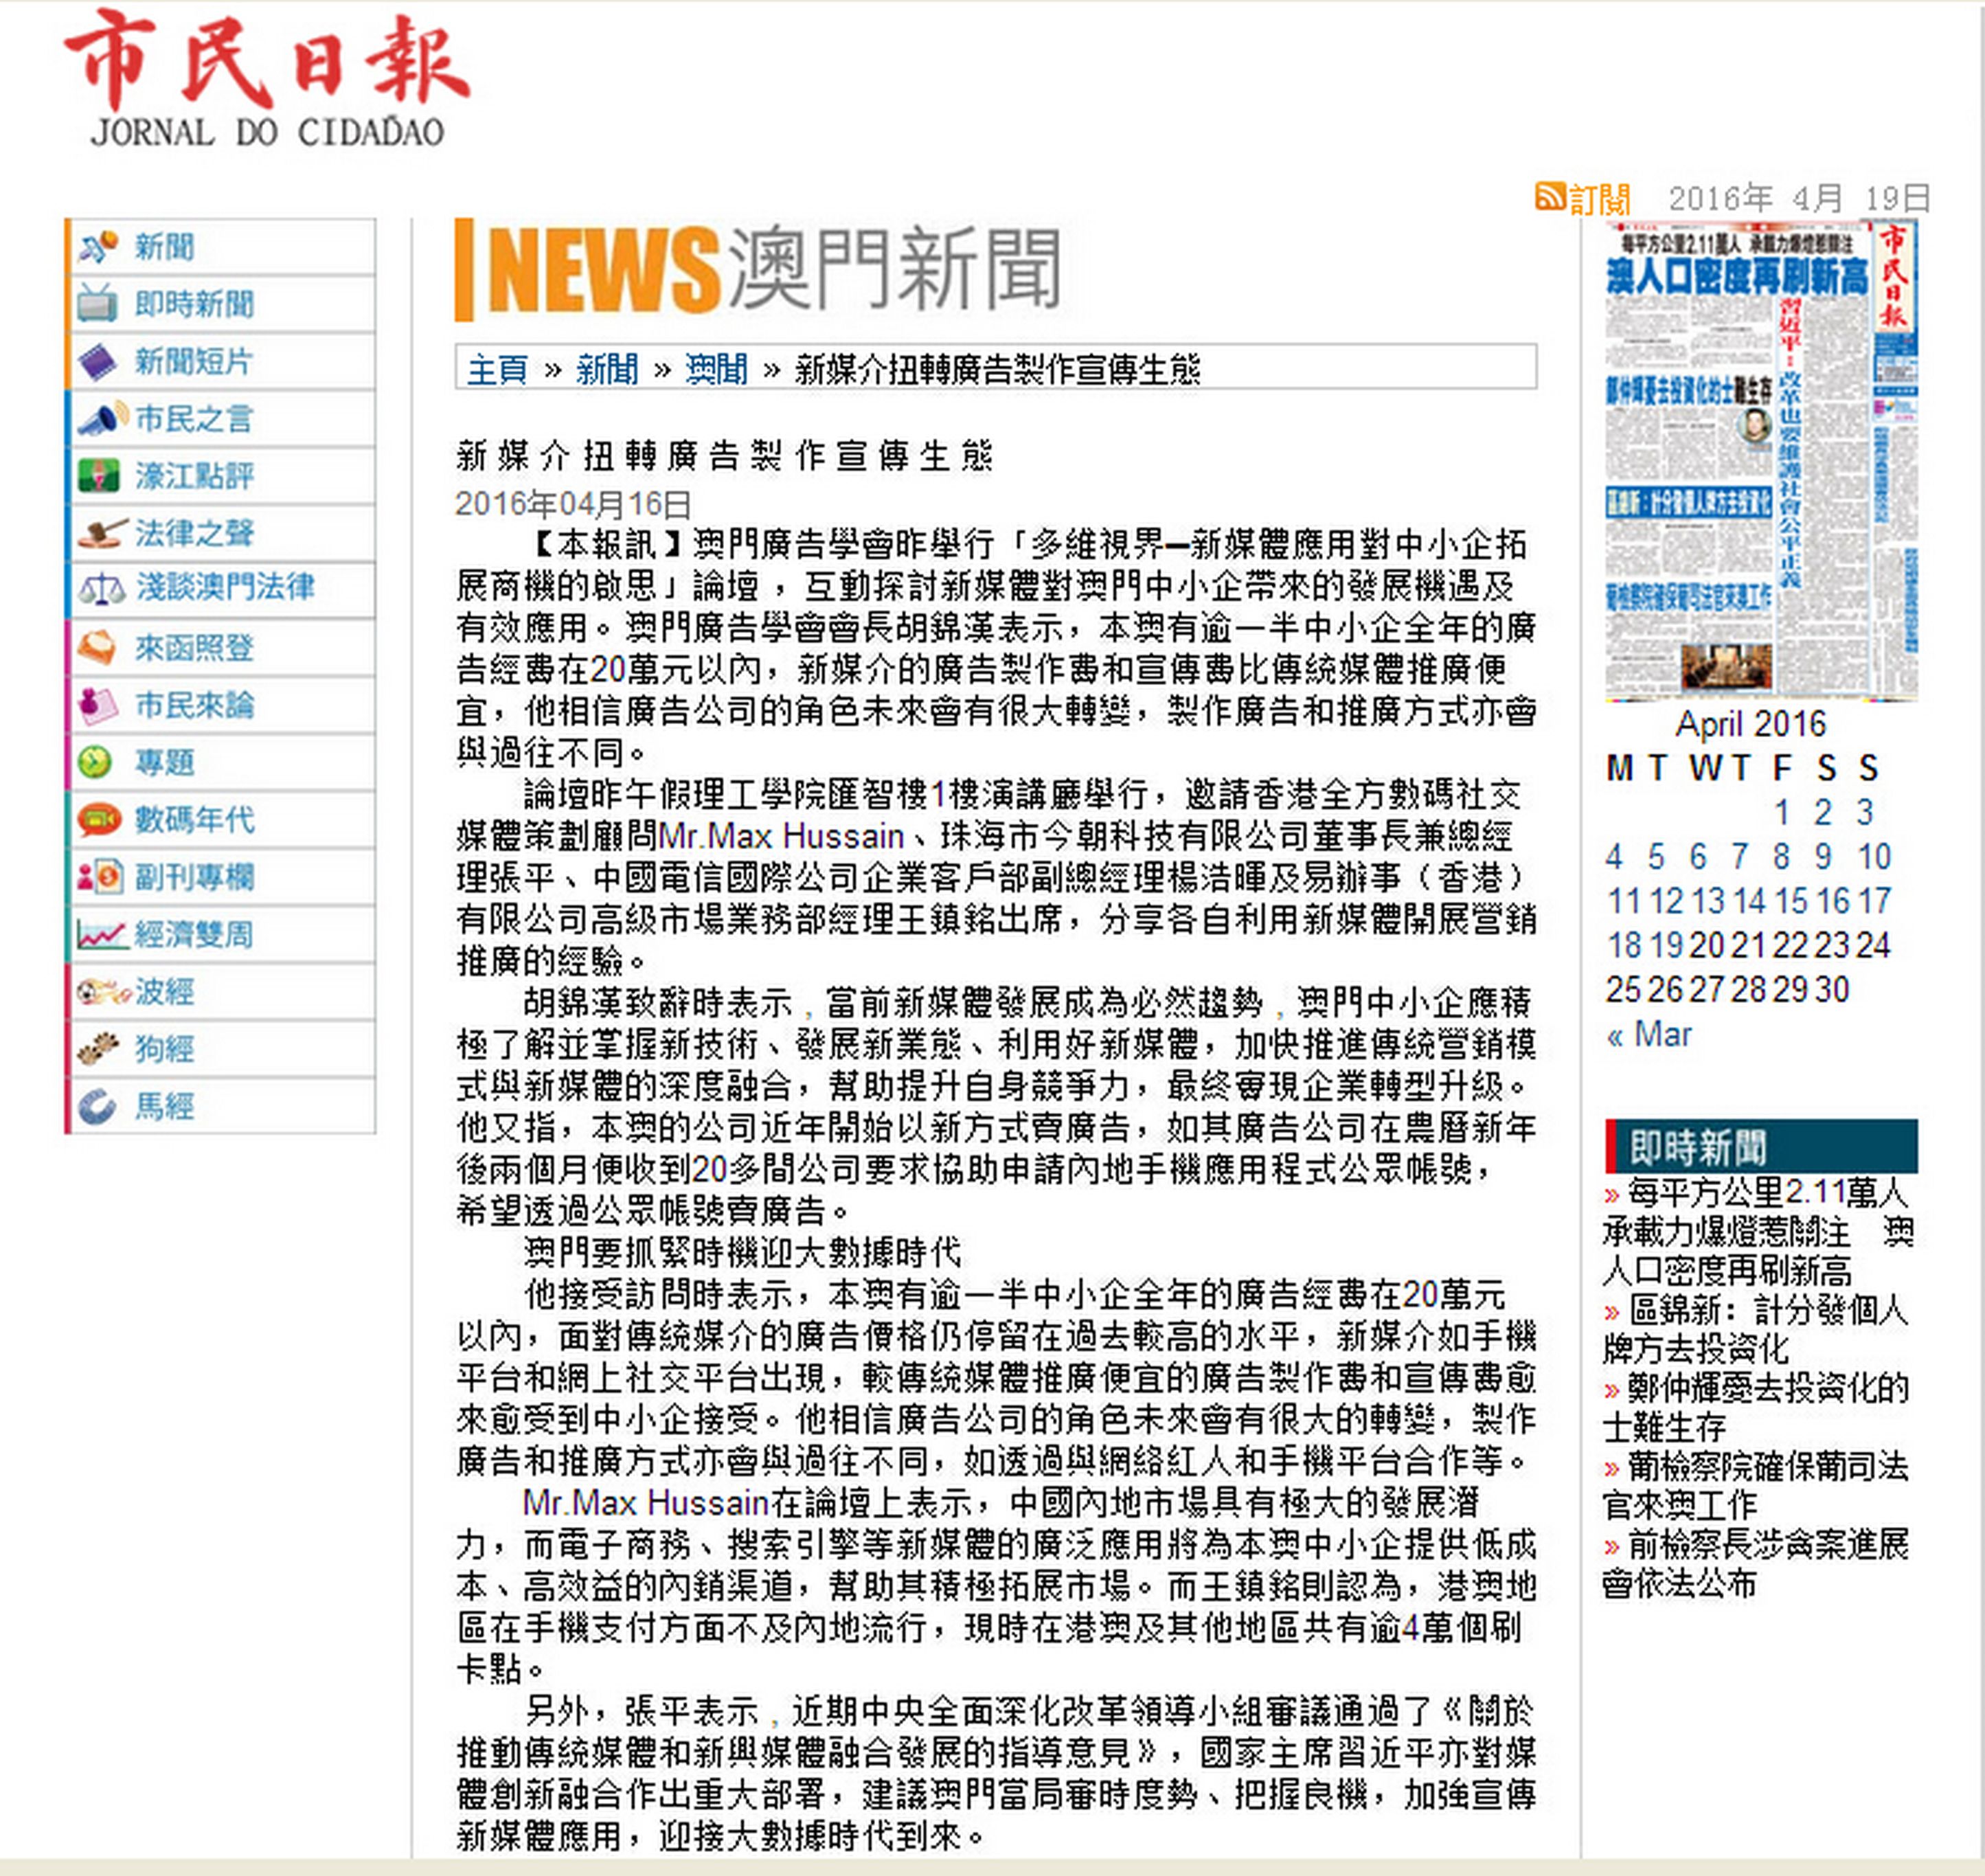 市民日報
JORNAL DO CIDADÃO
訂閱 2016年 4月 19日
新聞
即時新聞
新聞短片
市民之言
濠江點評
法律之聲
淺談澳門法律
來函照登
市民來論
專題
數碼年代
副刊專欄
經濟雙周
波經
狗經
馬經
NEWS澳門新聞
主頁 » 新聞 » 澳聞 » 新媒介扭轉廣告製作宣傳生態
新媒介扭轉廣告製作宣傳生態
2016年04月16日
【本報訊】澳門廣告學會昨舉行「多維視界—新媒體應用對中小企拓
展商機的啟思」論壇，互動探討新媒體對澳門中小企帶來的發展機遇及
有效應用。澳門廣告學會會長胡錦漢表示，本澳有逾一半中小企全年的廣
告經費在20萬元以內，新媒介的廣告製作費和宣傳費比傳統媒體推廣便
宜，他相信廣告公司的角色未來會有很大轉變，製作廣告和推廣方式亦會
與過往不同。
論壇昨午假理工學院匯智樓1樓演講廳舉行，邀請香港全方數碼社交
媒體策劃顧問Mr.Max Hussain、珠海市今朝科技有限公司董事長兼總經
理張平、中國電信國際公司企業客戶部副總經理楊浩暉及易辦事（香港）
有限公司高級市場業務部經理王鎮銘出席，分享各自利用新媒體開展營銷
推廣的經驗。
胡錦漢致辭時表示，當前新媒體發展成為必然趨勢，澳門中小企應積
極了解並掌握新技術、發展新業態、利用好新媒體，加快推進傳統營銷模
式與新媒體的深度融合，幫助提升自身競爭力，最終實現企業轉型升級。
他又指，本澳的公司近年開始以新方式賣廣告，如其廣告公司在農曆新年
後兩個月便收到20多間公司要求協助申請內地手機應用程式公眾帳號，
希望透過公眾帳號賣廣告。
澳門要抓緊時機迎大數據時代
他接受訪問時表示，本澳有逾一半中小企全年的廣告經費在20萬元
以內，面對傳統媒介的廣告價格仍停留在過去較高的水平，新媒介如手機
平台和網上社交平台出現，較傳統媒體推廣便宜的廣告製作費和宣傳費愈
來愈受到中小企接受。他相信廣告公司的角色未來會有很大的轉變，製作
廣告和推廣方式亦會與過往不同，如透過與網絡紅人和手機平台合作等。
Mr.Max Hussain在論壇上表示，中國內地市場具有極大的發展潛
力，而電子商務、搜索引擎等新媒體的廣泛應用將為本澳中小企提供低成
本、高效益的內銷渠道，幫助其積極拓展市場。而王鎮銘則認為，港澳地
區在手機支付方面不及內地流行，現時在港澳及其他地區共有逾4萬個刷
卡點。
另外，張平表示，近期中央全面深化改革領導小組審議通過了《關於
推動傳統媒體和新興媒體融合發展的指導意見》，國家主席習近平亦對媒
體創新融合作出重大部署，建議澳門當局審時度勢、把握良機，加強宣傳
新媒體應用，迎接大數據時代到來。
每平方公里2.11萬人 承載力爆燈惹關注
澳人口密度再刷新高
市民日報
習近平：改革也要維護社會公平正義
鄭仲輝憂去投資化的士難生存
區錦新：計分發個人牌方去投資化
葡檢察院確保葡司法官來澳工作
April 2016
M T W T F S S
1 2 3
4 5 6 7 8 9 10
11 12 13 14 15 16 17
18 19 20 21 22 23 24
25 26 27 28 29 30
« Mar
即時新聞
» 每平方公里2.11萬人
承載力爆燈惹關注　澳
人口密度再刷新高
» 區錦新：計分發個人
牌方去投資化
» 鄭仲輝憂去投資化的
士難生存
» 葡檢察院確保葡司法
官來澳工作
» 前檢察長涉貪案進展
會依法公布